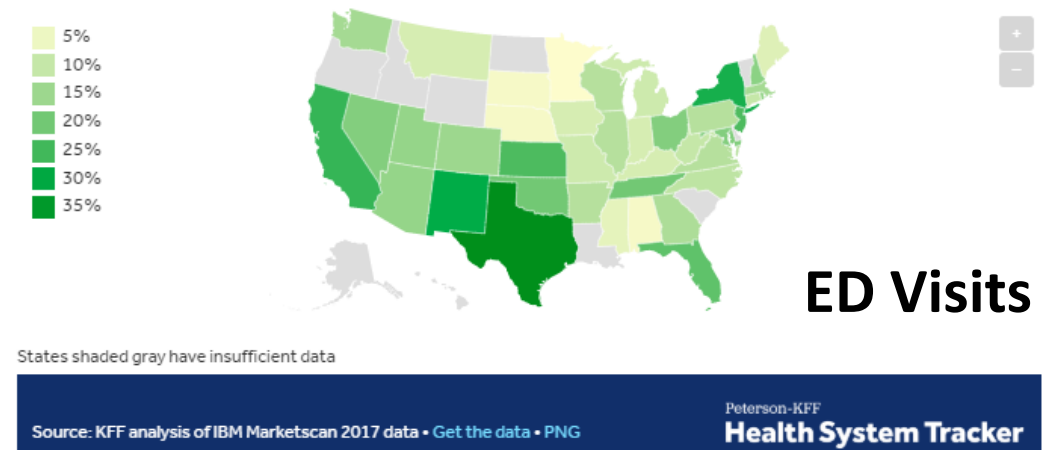 5%
10%
15%
20%
25%
30%
35%
+
−
ED Visits
States shaded gray have insufficient data
Source: KFF analysis of IBM Marketscan 2017 data • Get the data • PNG
Peterson-KFF
Health System Tracker